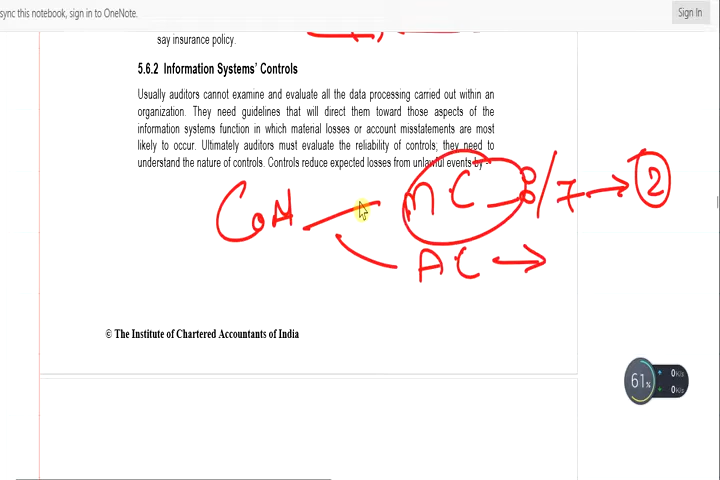 sync this notebook, sign in to OneNote.
Sign In
say insurance policy.
5.6.2 Information Systems' Controls
Usually auditors cannot examine and evaluate all the data processing carried out within an
organization. They need guidelines that will direct them toward those aspects of the
information systems function in which material losses or account misstatements are most
likely to occur. Ultimately auditors must evaluate the reliability of controls; they need to
understand the nature of controls. Controls reduce expected losses from unlawful events by -
MC 8/7 → 2
AC →
© The Institute of Chartered Accountants of India
61%
+ 0K/s
+ 0K/s